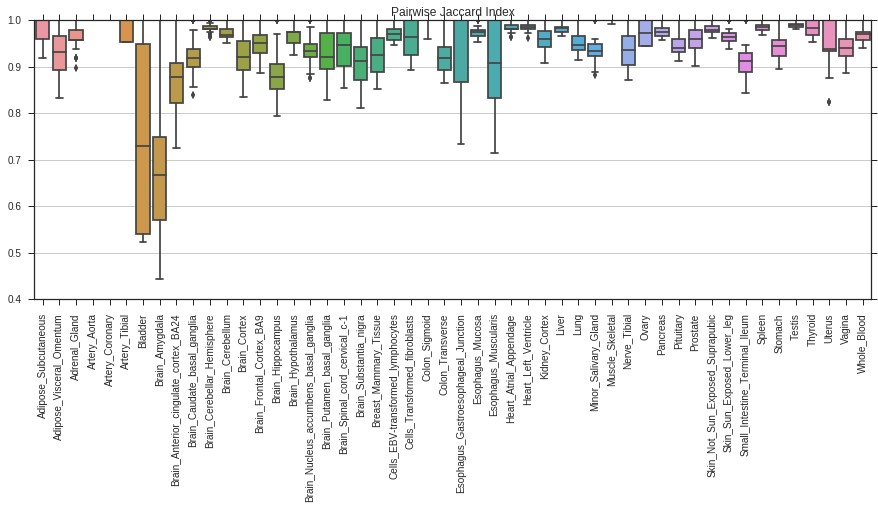 Pairwise Jaccard Index
1.0
0.9
0.8
0.7
0.6
0.5
0.4
Adipose_Subcutaneous
Adipose_Visceral_Omentum
Adrenal_Gland
Artery_Aorta
Artery_Coronary
Artery_Tibial
Bladder
Brain_Amygdala
Brain_Anterior_cingulate_cortex_BA24
Brain_Caudate_basal_ganglia
Brain_Cerebellar_Hemisphere
Brain_Cerebellum
Brain_Cortex
Brain_Frontal_Cortex_BA9
Brain_Hippocampus
Brain_Hypothalamus
Brain_Nucleus_accumbens_basal_ganglia
Brain_Putamen_basal_ganglia
Brain_Spinal_cord_cervical_c-1
Brain_Substantia_nigra
Breast_Mammary_Tissue
Cells_EBV-transformed_lymphocytes
Cells_Transformed_fibroblasts
Colon_Sigmoid
Colon_Transverse
Esophagus_Gastroesophageal_Junction
Esophagus_Mucosa
Esophagus_Muscularis
Heart_Atrial_Appendage
Heart_Left_Ventricle
Kidney_Cortex
Liver
Lung
Minor_Salivary_Gland
Muscle_Skeletal
Nerve_Tibial
Ovary
Pancreas
Pituitary
Prostate
Skin_Not_Sun_Exposed_Suprapubic
Skin_Sun_Exposed_Lower_leg
Small_Intestine_Terminal_Ileum
Spleen
Stomach
Testis
Thyroid
Uterus
Vagina
Whole_Blood